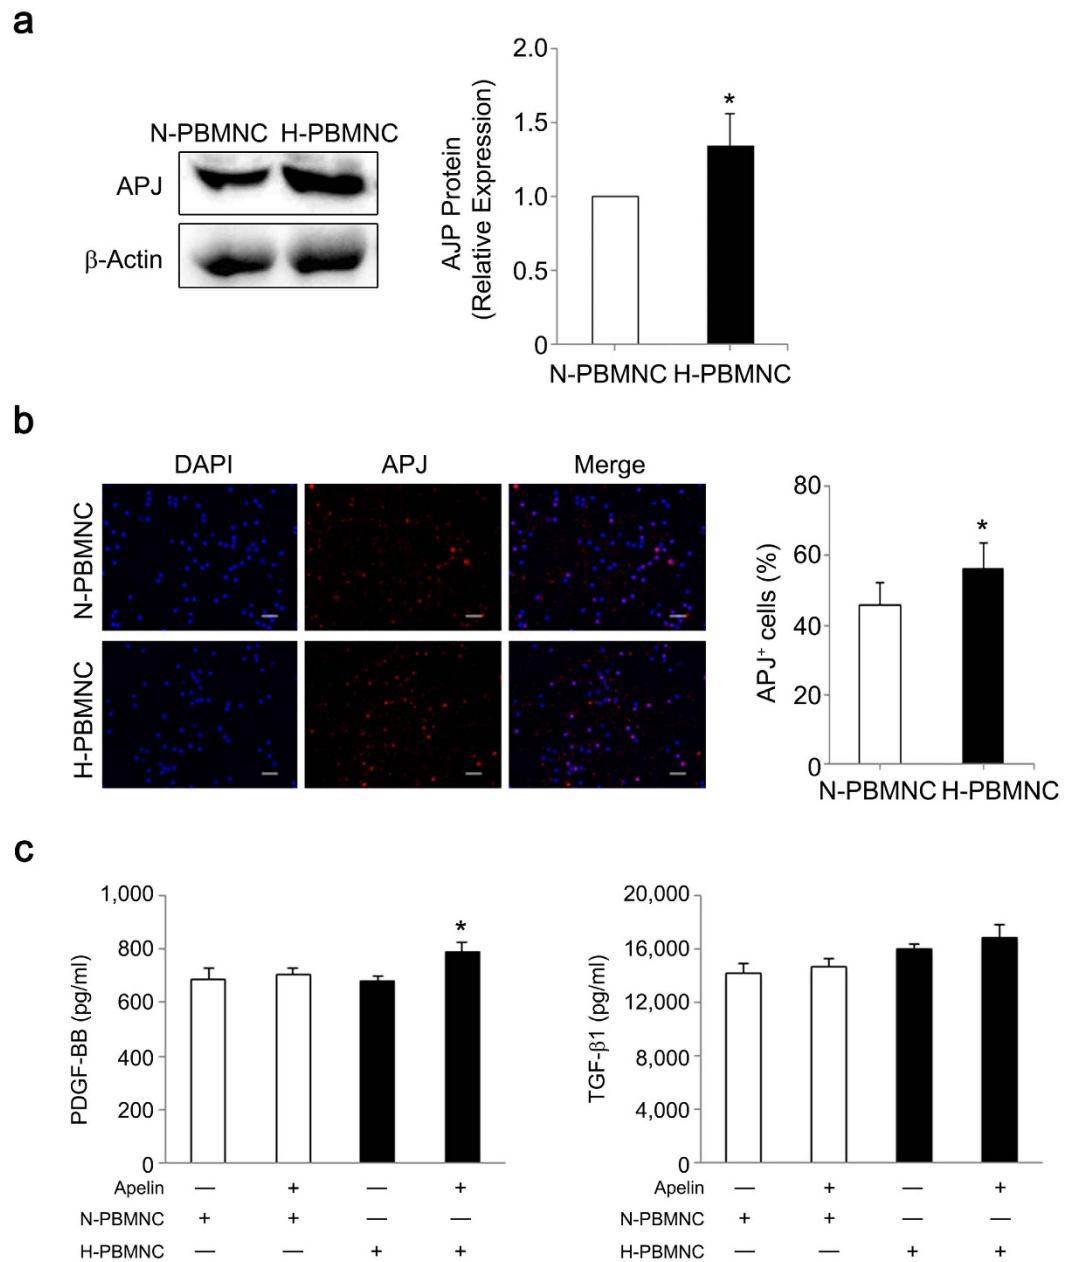 a
N-PBMNC H-PBMNC
APJ
β-Actin
AJP Protein
(Relative Expression)
2.0
1.5
1.0
0.5
0
*
N-PBMNC H-PBMNC
b
DAPI APJ Merge
N-PBMNC
H-PBMNC
APJ+ cells (%)
80
60
40
20
0
*
N-PBMNC H-PBMNC
c
PDGF-BB (pg/ml)
1,000
800
600
400
200
0
*
Apelin — + — +
N-PBMNC + + — —
H-PBMNC — — + +
TGF-β1 (pg/ml)
20,000
16,000
12,000
8,000
4,000
0
Apelin — + — +
N-PBMNC + + — —
H-PBMNC — — + +